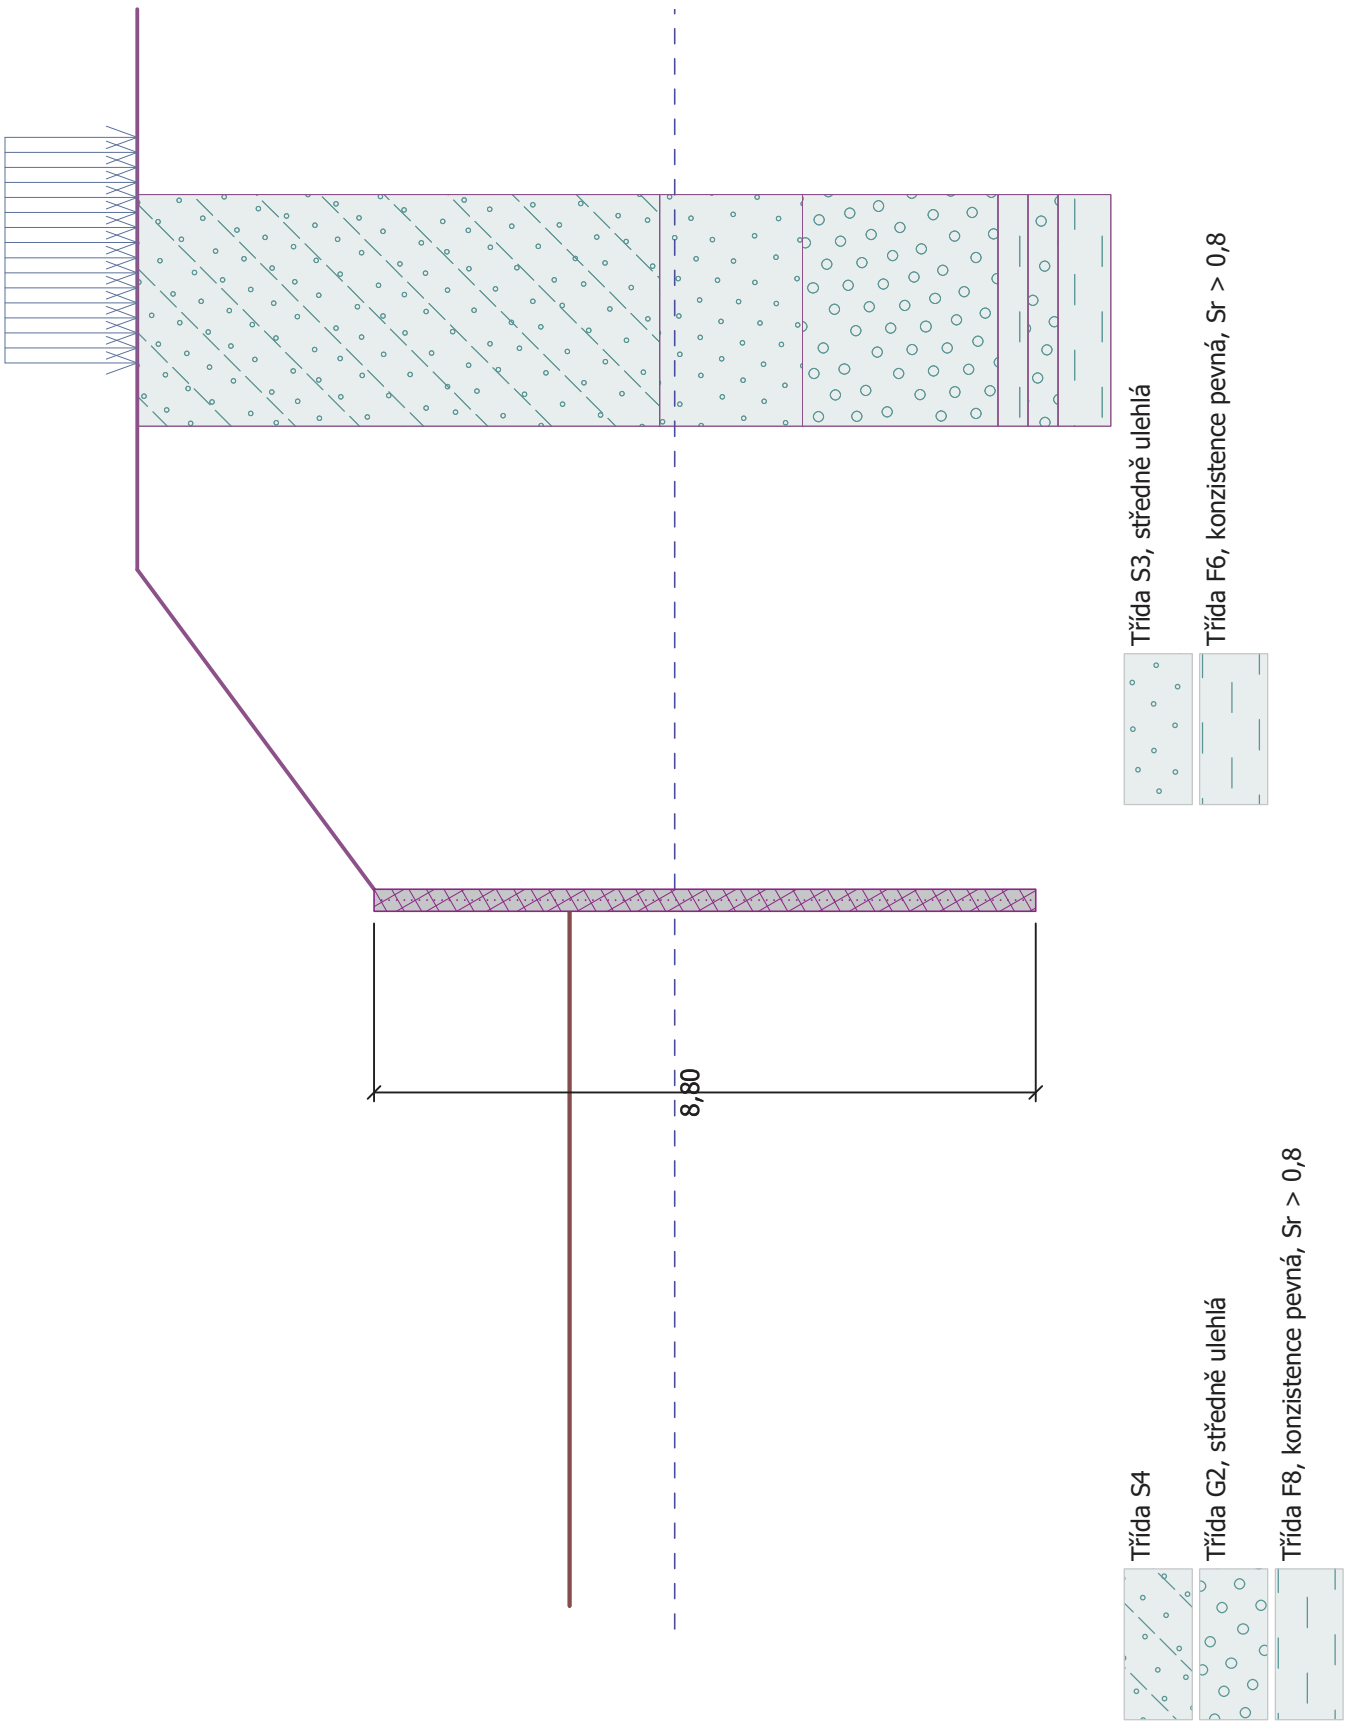 8,80
Třída S4
Třída G2, středně ulehlá
Třída F8, konzistence pevná, Sr > 0,8
Třída S3, středně ulehlá
Třída F6, konzistence pevná, Sr > 0,8